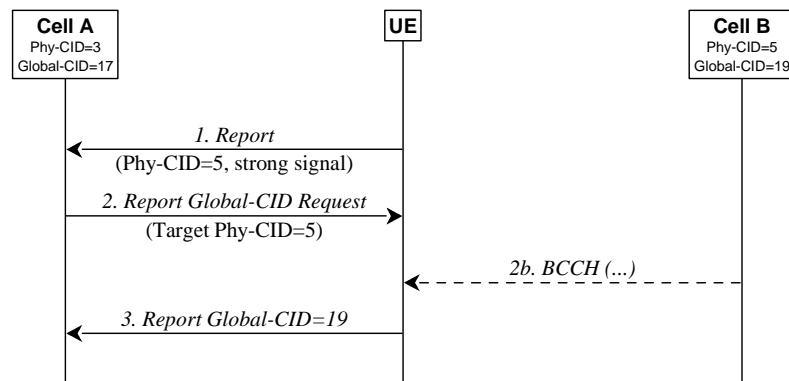 Cell A
Phy-CID=3
Global-CID=17
UE
Cell B
Phy-CID=5
Global-CID=19
1. Report
(Phy-CID=5, strong signal)
2. Report Global-CID Request
(Target Phy-CID=5)
2b. BCCH (...)
3. Report Global-CID=19